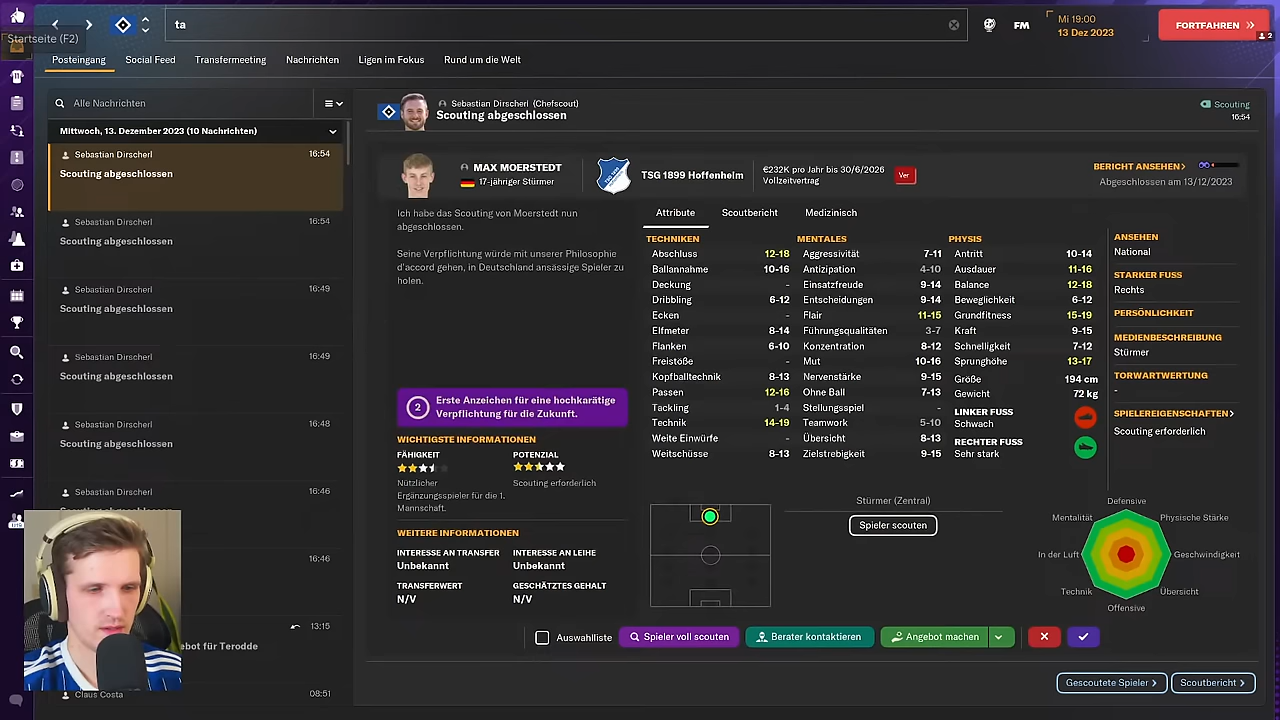 ta
Startseite (F2)
FM
Mi 19:00
13 Dez 2023
FORTFAHREN
2
Posteingang
Social Feed
Transfermeeting
Nachrichten
Ligen im Fokus
Rund um die Welt
Alle Nachrichten
Mittwoch, 13. Dezember 2023 (10 Nachrichten)
Sebastian Dirscherl 16:54
Scouting abgeschlossen
Sebastian Dirscherl 16:54
Scouting abgeschlossen
Sebastian Dirscherl 16:49
Scouting abgeschlossen
Sebastian Dirscherl 16:49
Scouting abgeschlossen
Sebastian Dirscherl 16:48
Scouting abgeschlossen
Sebastian Dirscherl 16:46
16:46
13:15
ebot für Terodde
Claus Costa 08:51
Sebastian Dirscherl (Chefscout)
Scouting abgeschlossen
Scouting
16:54
MAX MOERSTEDT
17-jähriger Stürmer
TSG 1899 Hoffenheim
€232K pro Jahr bis 30/6/2026
Vollzeitvertrag
Ver
BERICHT ANSEHEN>
Abgeschlossen am 13/12/2023
Ich habe das Scouting von Moerstedt nun
abgeschlossen.
Seine Verpflichtung würde mit unserer Philosophie
d'accord gehen, in Deutschland ansässige Spieler zu
holen.
2
Erste Anzeichen für eine hochkarätige
Verpflichtung für die Zukunft.
WICHTIGSTE INFORMATIONEN
FÄHIGKEIT
POTENZIAL
Nützlicher
Ergänzungsspieler für die 1.
Mannschaft.
Scouting erforderlich
WEITERE INFORMATIONEN
INTERESSE AN TRANSFER
Unbekannt
INTERESSE AN LEIHE
Unbekannt
TRANSFERWERT
N/V
GESCHÄTZTES GEHALT
N/V
Attribute
Scoutbericht
Medizinisch
TECHNIKEN
Abschluss 12-18
Ballannahme 10-16
Deckung -
Dribbling 6-12
Ecken -
Elfmeter 8-14
Flanken 6-10
Freistöße -
Kopfballtechnik 8-13
Passen 12-16
Tackling 1-4
Technik 14-19
Weite Einwürfe -
Weitschüsse 8-13
MENTALES
Aggressivität 7-11
Antizipation 4-10
Einsatzfreude 9-14
Entscheidungen 9-14
Flair 11-15
Führungsqualitäten 3-7
Konzentration 8-12
Mut 10-16
Nervenstärke 9-15
Ohne Ball 7-13
Stellungsspiel -
Teamwork 5-10
Übersicht 8-13
Zielstrebigkeit 9-15
PHYSIS
Antritt 10-14
Ausdauer 11-16
Balance 12-18
Beweglichkeit 6-12
Grundfitness 15-19
Kraft 9-15
Schnelligkeit 7-12
Sprunghöhe 13-17
Größe 194 cm
Gewicht 72 kg
LINKER FUSS
Schwach
RECHTER FUSS
Sehr stark
ANSEHEN
National
STARKER FUSS
Rechts
PERSÖNLICHKEIT
MEDIENBESCHREIBUNG
Stürmer
TORWARTWERTUNG
-
SPIELEREIGENSCHAFTEN>
Scouting erforderlich
Stürmer (Zentral)
Spieler scouten
Defensive
Mentalität
Physische Stärke
In der Luft
Geschwindigkeit
Technik
Übersicht
Offensive
Auswahlliste
Spieler voll scouten
Berater kontaktieren
Angebot machen
Gescoutete Spieler >
Scoutbericht >